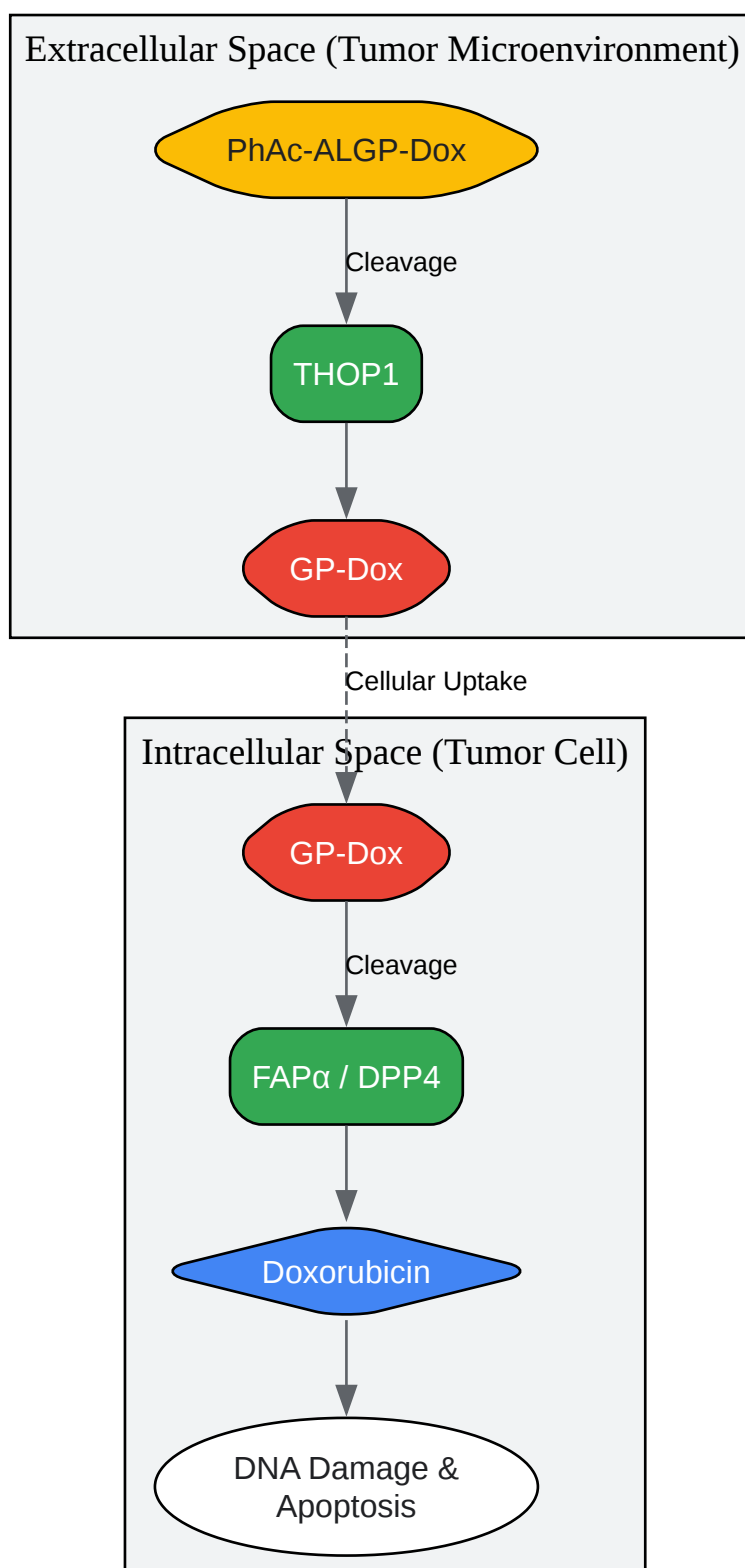 Extracellular Space (Tumor Microenvironment)
PhAc-ALGP-Dox
Cleavage
THOP1
GP-Dox
Cellular Uptake
Intracellular Space (Tumor Cell)
GP-Dox
Cleavage
FAPα / DPP4
Doxorubicin
DNA Damage &
Apoptosis